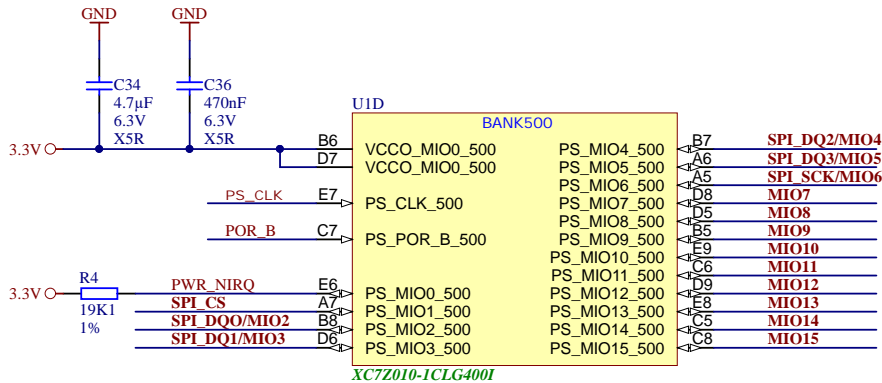 GND
GND
C34
4.7µF
6.3V
X5R
C36
470nF
6.3V
X5R
U1D
BANK500
3.3V
B6
VCCO_MIO0_500
D7
VCCO_MIO0_500
PS_CLK
E7
PS_CLK_500
POR_B
C7
PS_POR_B_500
R4
19K1
1%
3.3V
PWR_NIRQ
E6
PS_MIO0_500
SPI_CS
A7
PS_MIO1_500
SPI_DQO/MIO2
B8
PS_MIO2_500
SPI_DQ1/MIO3
D6
PS_MIO3_500
PS_MIO4_500
B7
SPI_DQ2/MIO4
PS_MIO5_500
A6
SPI_DQ3/MIO5
PS_MIO6_500
A5
SPI_SCK/MIO6
PS_MIO7_500
D8
MIO7
PS_MIO8_500
D5
MIO8
PS_MIO9_500
B5
MIO9
PS_MIO10_500
E9
MIO10
PS_MIO11_500
C6
MIO11
PS_MIO12_500
D9
MIO12
PS_MIO13_500
E8
MIO13
PS_MIO14_500
C5
MIO14
PS_MIO15_500
C8
MIO15
XC7Z010-1CLG400I